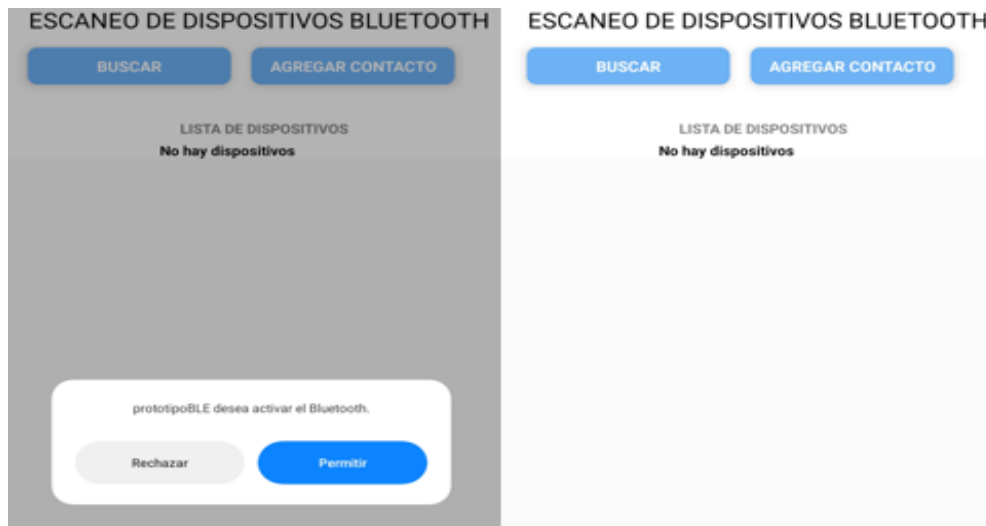 ESCANEO DE DISPOSITIVOS BLUETOOTH
BUSCAR
AGREGAR CONTACTO
LISTA DE DISPOSITIVOS
No hay dispositivos
prototipoBLE desea activar el Bluetooth.
Rechazar
Permitir
ESCANEO DE DISPOSITIVOS BLUETOOTH
BUSCAR
AGREGAR CONTACTO
LISTA DE DISPOSITIVOS
No hay dispositivos